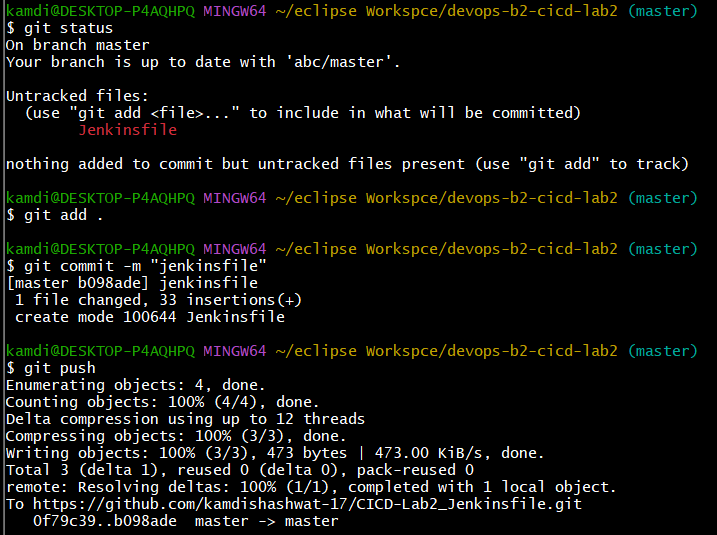 kamdi@DESKTOP-P4AQHPQ MINGW64 ~/eclipse Workspce/devops-b2-cicd-lab2 (master)
$ git status
On branch master
Your branch is up to date with 'abc/master'.
Untracked files:
(use "git add <file>..." to include in what will be committed)
Jenkinsfile
nothing added to commit but untracked files present (use "git add" to track)
kamdi@DESKTOP-P4AQHPQ MINGW64 ~/eclipse Workspce/devops-b2-cicd-lab2 (master)
$ git add .
kamdi@DESKTOP-P4AQHPQ MINGW64 ~/eclipse Workspce/devops-b2-cicd-lab2 (master)
$ git commit -m "jenkinsfile"
[master b098ade] jenkinsfile
1 file changed, 33 insertions(+)
create mode 100644 Jenkinsfile
kamdi@DESKTOP-P4AQHPQ MINGW64 ~/eclipse Workspce/devops-b2-cicd-lab2 (master)
$ git push
Enumerating objects: 4, done.
Counting objects: 100% (4/4), done.
Delta compression using up to 12 threads
Compressing objects: 100% (3/3), done.
Writing objects: 100% (3/3), 473 bytes | 473.00 KiB/s, done.
Total 3 (delta 1), reused 0 (delta 0), pack-reused 0
remote: Resolving deltas: 100% (1/1), completed with 1 local object.
To https://github.com/kamdishashwat-17/CICD-Lab2_Jenkinsfile.git
0f79c39..b098ade  master -> master